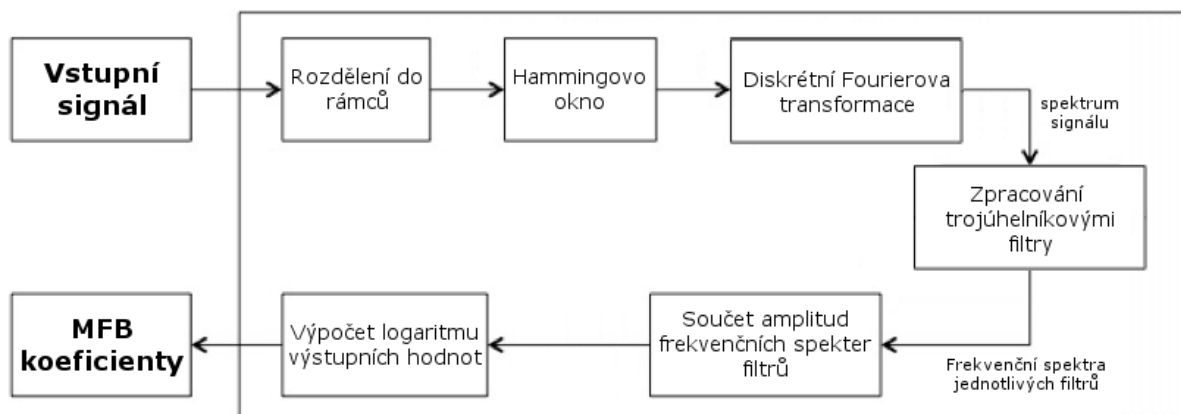 Vstupní
signál
Rozdělení do
rámců
Hammingovo
okno
Diskrétní Fourierova
transformace
spektrum
signálu
Zpracování
trojúhelníkovými
filtry
Frekvenční spektra
jednotlivých filtrů
Součet amplitud
frekvenčních spekter
filtrů
Výpočet logaritmu
výstupních hodnot
MFB
koeficienty